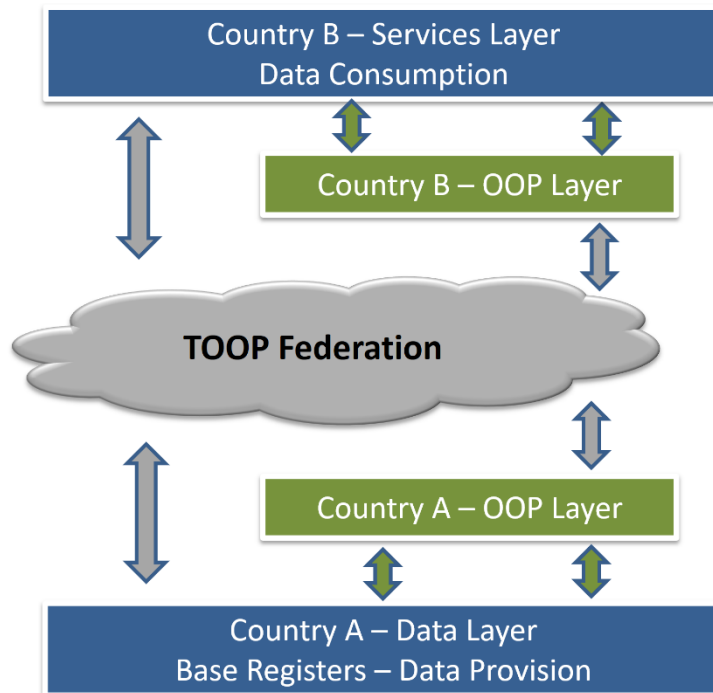 Country B – Services Layer
Data Consumption
Country B – OOP Layer
TOOP Federation
Country A – OOP Layer
Country A – Data Layer
Base Registers – Data Provision